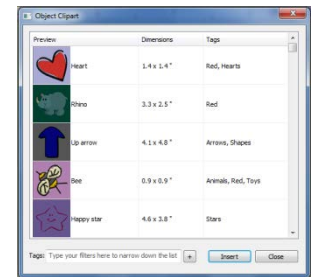 Object Clipart
Preview Dimensions Tags
Heart 1.4 x 1.4 " Red, Hearts
Rhino 3.3 x 2.5 " Red
Up arrow 4.1 x 4.8 " Arrows, Shapes
Bee 0.9 x 0.9 " Animals, Red, Toys
Happy star 4.6 x 3.8 " Stars
Tags: Type your filters here to narrow down the list + Insert Close